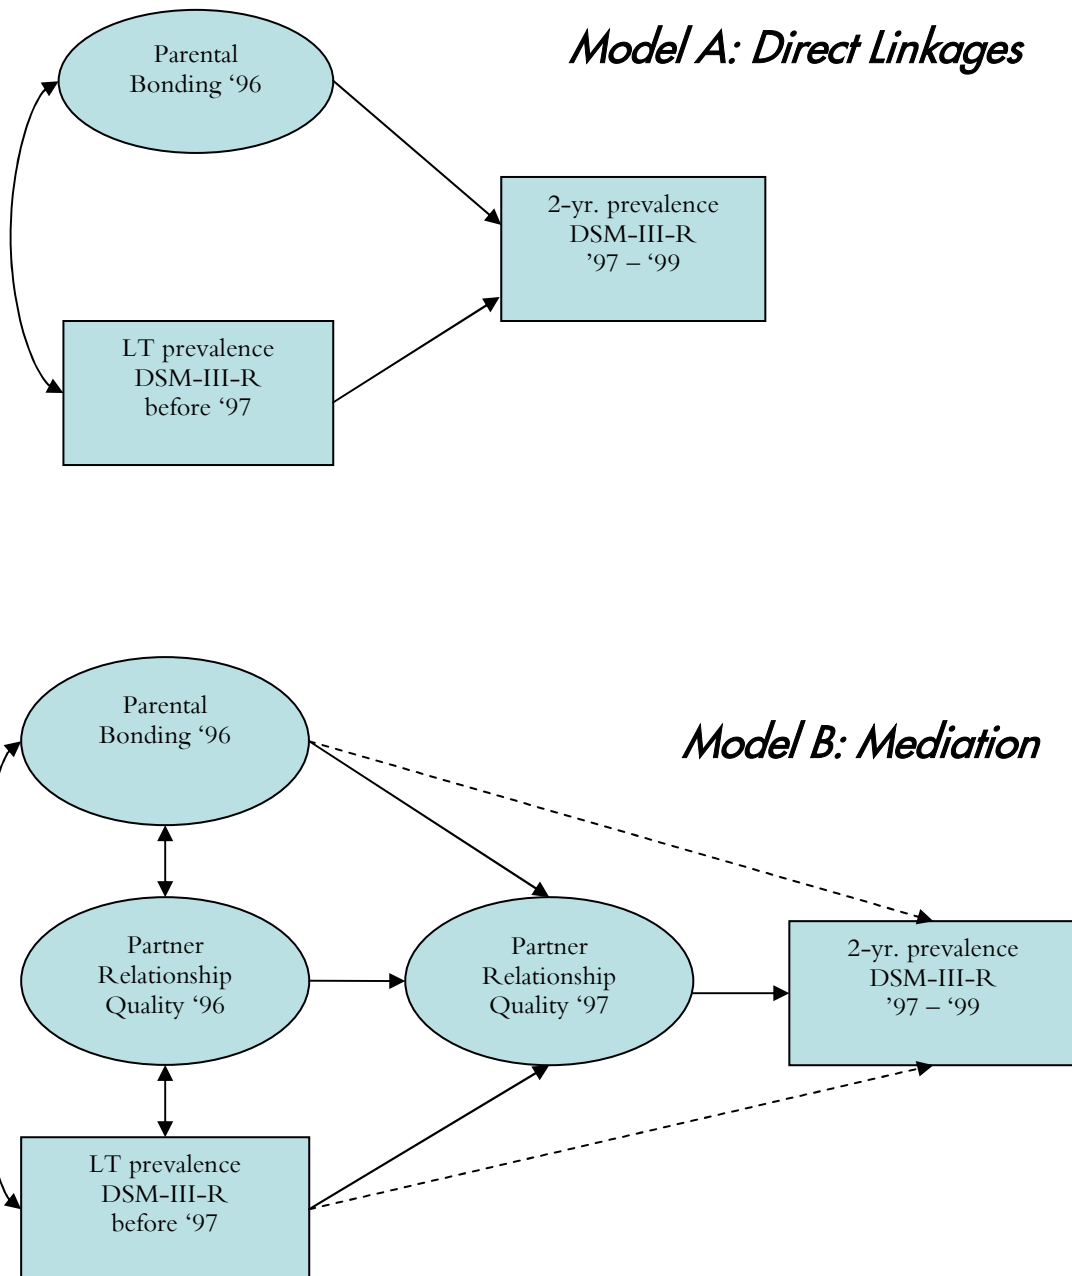 Model A: Direct Linkages
Parental
Bonding ‘96
2-yr. prevalence
DSM-III-R
’97 – ‘99
LT prevalence
DSM-III-R
before ‘97
Model B: Mediation
Parental
Bonding ‘96
Partner
Relationship
Quality ‘96
Partner
Relationship
Quality ‘97
2-yr. prevalence
DSM-III-R
’97 – ‘99
LT prevalence
DSM-III-R
before ‘97